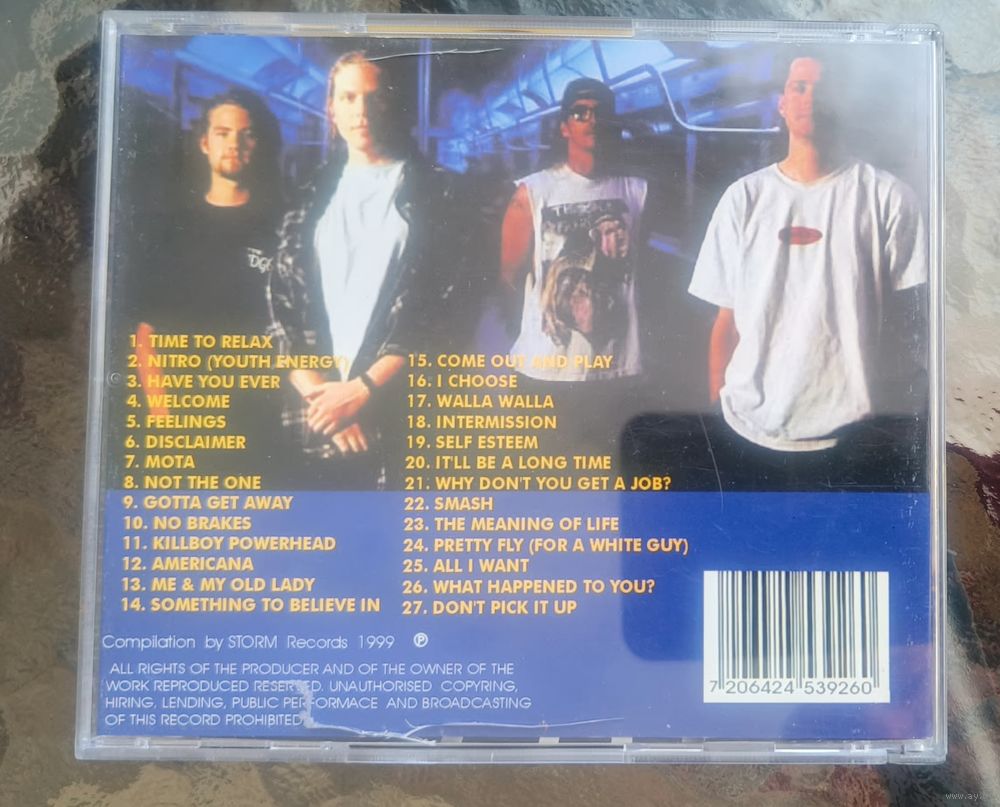 1. TIME TO RELAX
2. NITRO (YOUTH ENERGY)
3. HAVE YOU EVER
4. WELCOME
5. FEELINGS
6. DISCLAIMER
7. MOTA
8. NOT THE ONE
9. GOTTA GET AWAY
10. NO BRAKES
11. KILLBOY POWERHEAD
12. AMERICANA
13. ME & MY OLD LADY
14. SOMETHING TO BELIEVE IN
15. COME OUT AND PLAY
16. I CHOOSE
17. WALLA WALLA
18. INTERMISSION
19. SELF ESTEEM
20. IT'LL BE A LONG TIME
21. WHY DON'T YOU GET A JOB?
22. SMASH
23. THE MEANING OF LIFE
24. PRETTY FLY (FOR A WHITE GUY)
25. ALL I WANT
26. WHAT HAPPENED TO YOU?
27. DON'T PICK IT UP
Compilation by STORM Records 1999 ℗
ALL RIGHTS OF THE PRODUCER AND OF THE OWNER OF THE
WORK REPRODUCED RESERVED. UNAUTHORISED COPYRING,
HIRING, LENDING, PUBLIC PERFORMACE AND BROADCASTING
OF THIS RECORD PROHIBITED.
7 206424 539260